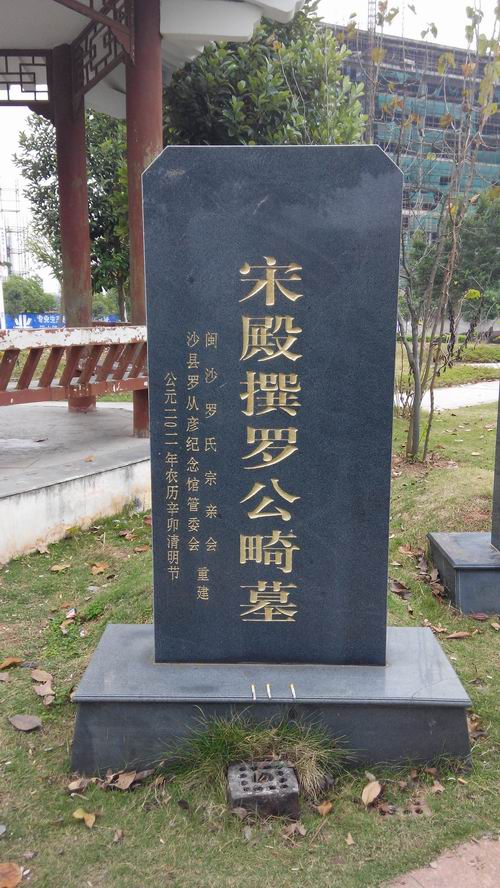 宋殿撰罗公畸墓
闽沙罗氏宗亲会
沙县罗从彦纪念馆管委会
重建
公元二〇一一年农历辛卯清明节